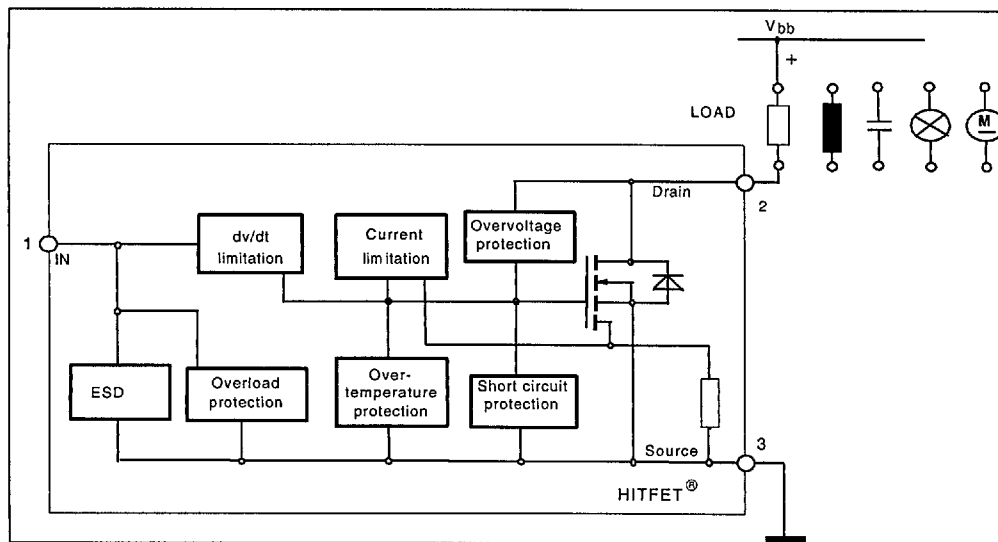 Vbb
+
LOAD
M
Drain
2
1
IN
dv/dt
limitation
Current
limitation
Overvoltage
protection
ESD
Overload
protection
Over-
temperature
protection
Short circuit
protection
Source
3
HITFET®